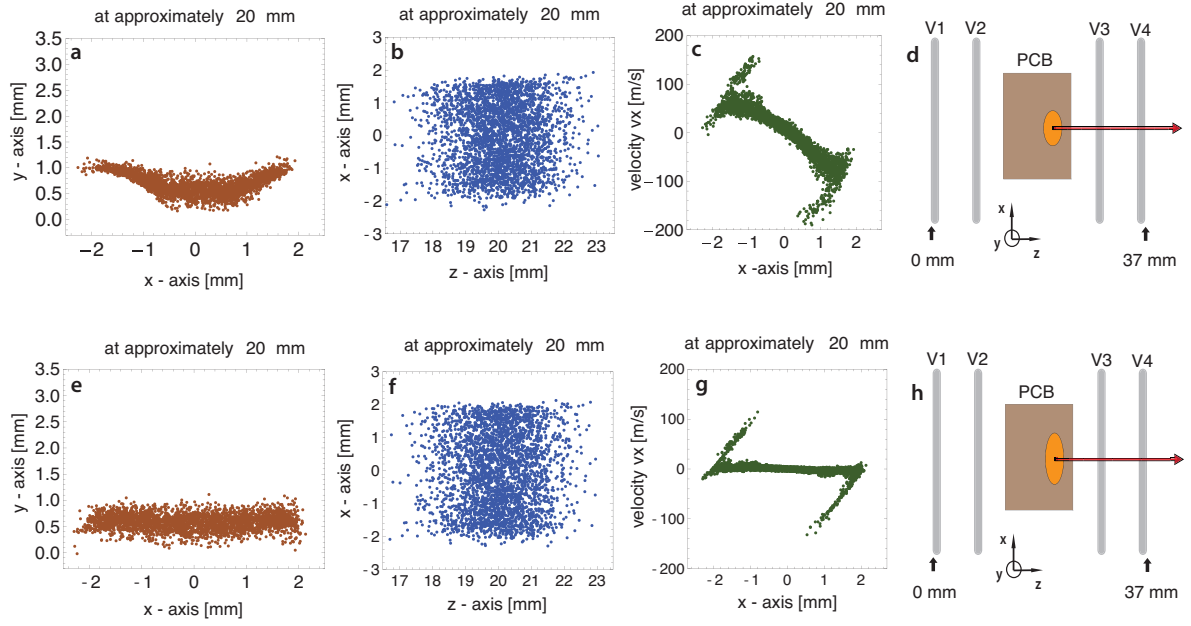 at approximately 20 mm
at approximately 20 mm
at approximately 20 mm
a
y - axis [mm]
3.5
3.0
2.5
2.0
1.5
1.0
0.5
0.0
−2 −1 0 1 2
x - axis [mm]
b
x - axis [mm]
3
2
1
0
-1
-2
-3
17 18 19 20 21 22 23
z - axis [mm]
c
velocity vx [m/s]
200
100
0
−100
−200
−2 −1 0 1 2
x -axis [mm]
d
V1 V2 V3 V4
PCB
x
y
z
0 mm 37 mm
at approximately 20 mm
at approximately 20 mm
at approximately 20 mm
e
y - axis [mm]
3.5
3.0
2.5
2.0
1.5
1.0
0.5
0.0
-2 -1 0 1 2
x - axis [mm]
f
x - axis [mm]
3
2
1
0
-1
-2
-3
17 18 19 20 21 22 23
z - axis [mm]
g
velocity vx [m/s]
200
100
0
-100
-200
-2 -1 0 1 2
x - axis [mm]
h
V1 V2 V3 V4
PCB
x
y
z
0 mm 37 mm